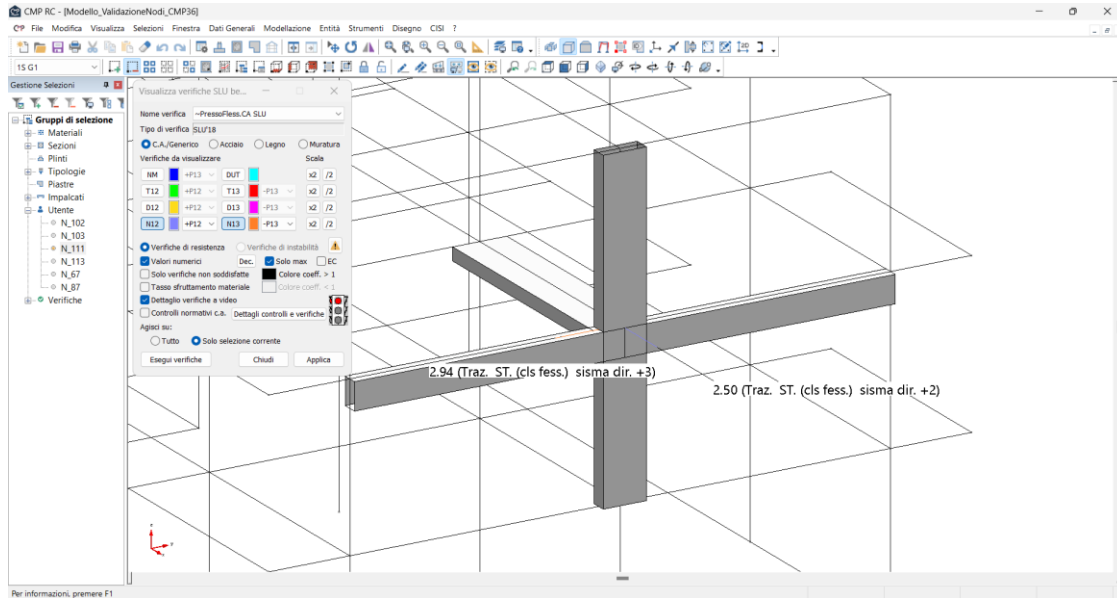 CMP RC - [Modello_ValidazioneNodi_CMP36]
File Modifica Visualizza Selezioni Finestra Dati Generali Modellazione Entità Strumenti Disegno CISI ?
1S G1
Gestione Selezioni
Gruppi di selezione
Materiali
Sezioni
Plinti
Tipologie
Piastre
Impalcati
Utente
N_102
N_103
N_111
N_113
N_67
N_87
Verifiche
Visualizza verifiche SLU be...
Nome verifica ~PressoFless.CA SLU
Tipo di verifica SLU'18
C.A./Generico Acciaio Legno Muratura
Verifiche da visualizzare Scala
NM +P13 DUT x2 /2
T12 +P12 T13 -P13 x2 /2
D12 +P12 D13 -P13 x2 /2
N12 +P12 N13 -P13 x2 /2
Verifiche di resistenza Verifiche di instabilità
Valori numerici Dec. Solo max EC
Solo verifiche non soddisfatte Colore coeff. > 1
Tasso sfruttamento materiale Colore coeff. < 1
Dettaglio verifiche a video
Controlli normativi c.a. Dettagli controlli e verifiche
Agisci su:
Tutto Solo selezione corrente
Esegui verifiche Chiudi Applica
2.94 (Traz. ST. (cls fess.) sisma dir. +3)
2.50 (Traz. ST. (cls fess.) sisma dir. +2)
Per informazioni, premere F1